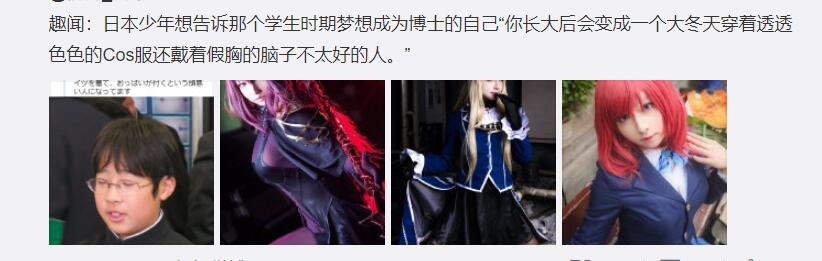 趣闻：日本少年想告诉那个学生时期梦想成为博士的自己“你长大后会变成一个大冬天穿着透透
色色的Cos服还戴着假胸的脑子不太好的人。”
イツを着て、おっぱいが付くという頭悪
い人になってます